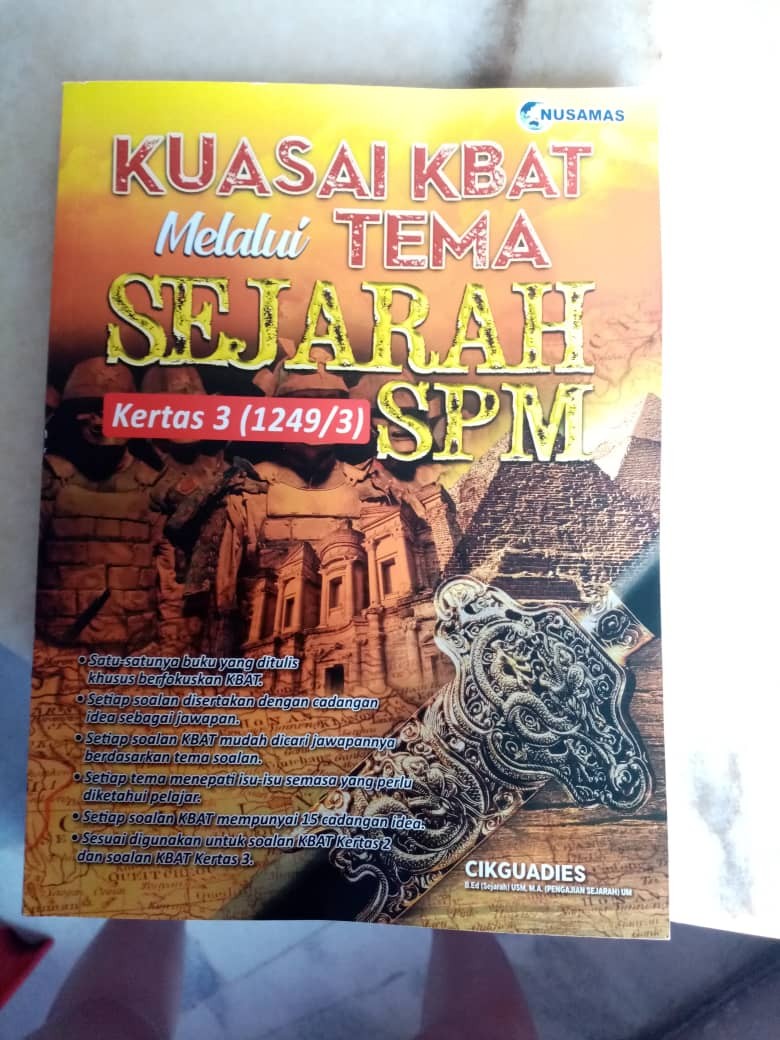 NUSAMAS
KUASAI KBAT
Melalui TEMA
SEJARAH
Kertas 3 (1249/3) SPM
• Satu-satunya buku yang ditulis
khusus berfokuskan KBAT.
• Setiap soalan disertakan dengan cadangan
idea sebagai jawapan.
• Setiap soalan KBAT mudah dicari jawapannya
berdasarkan tema soalan.
• Setiap tema menepati isu-isu semasa yang perlu
diketahui pelajar.
• Setiap soalan KBAT mempunyai 15 cadangan idea.
• Sesuai digunakan untuk soalan KBAT Kertas 2
dan soalan KBAT Kertas 3.
CIKGUADIES
B.Ed (Sejarah) USM, M.A. (PENGAJIAN SEJARAH) UM